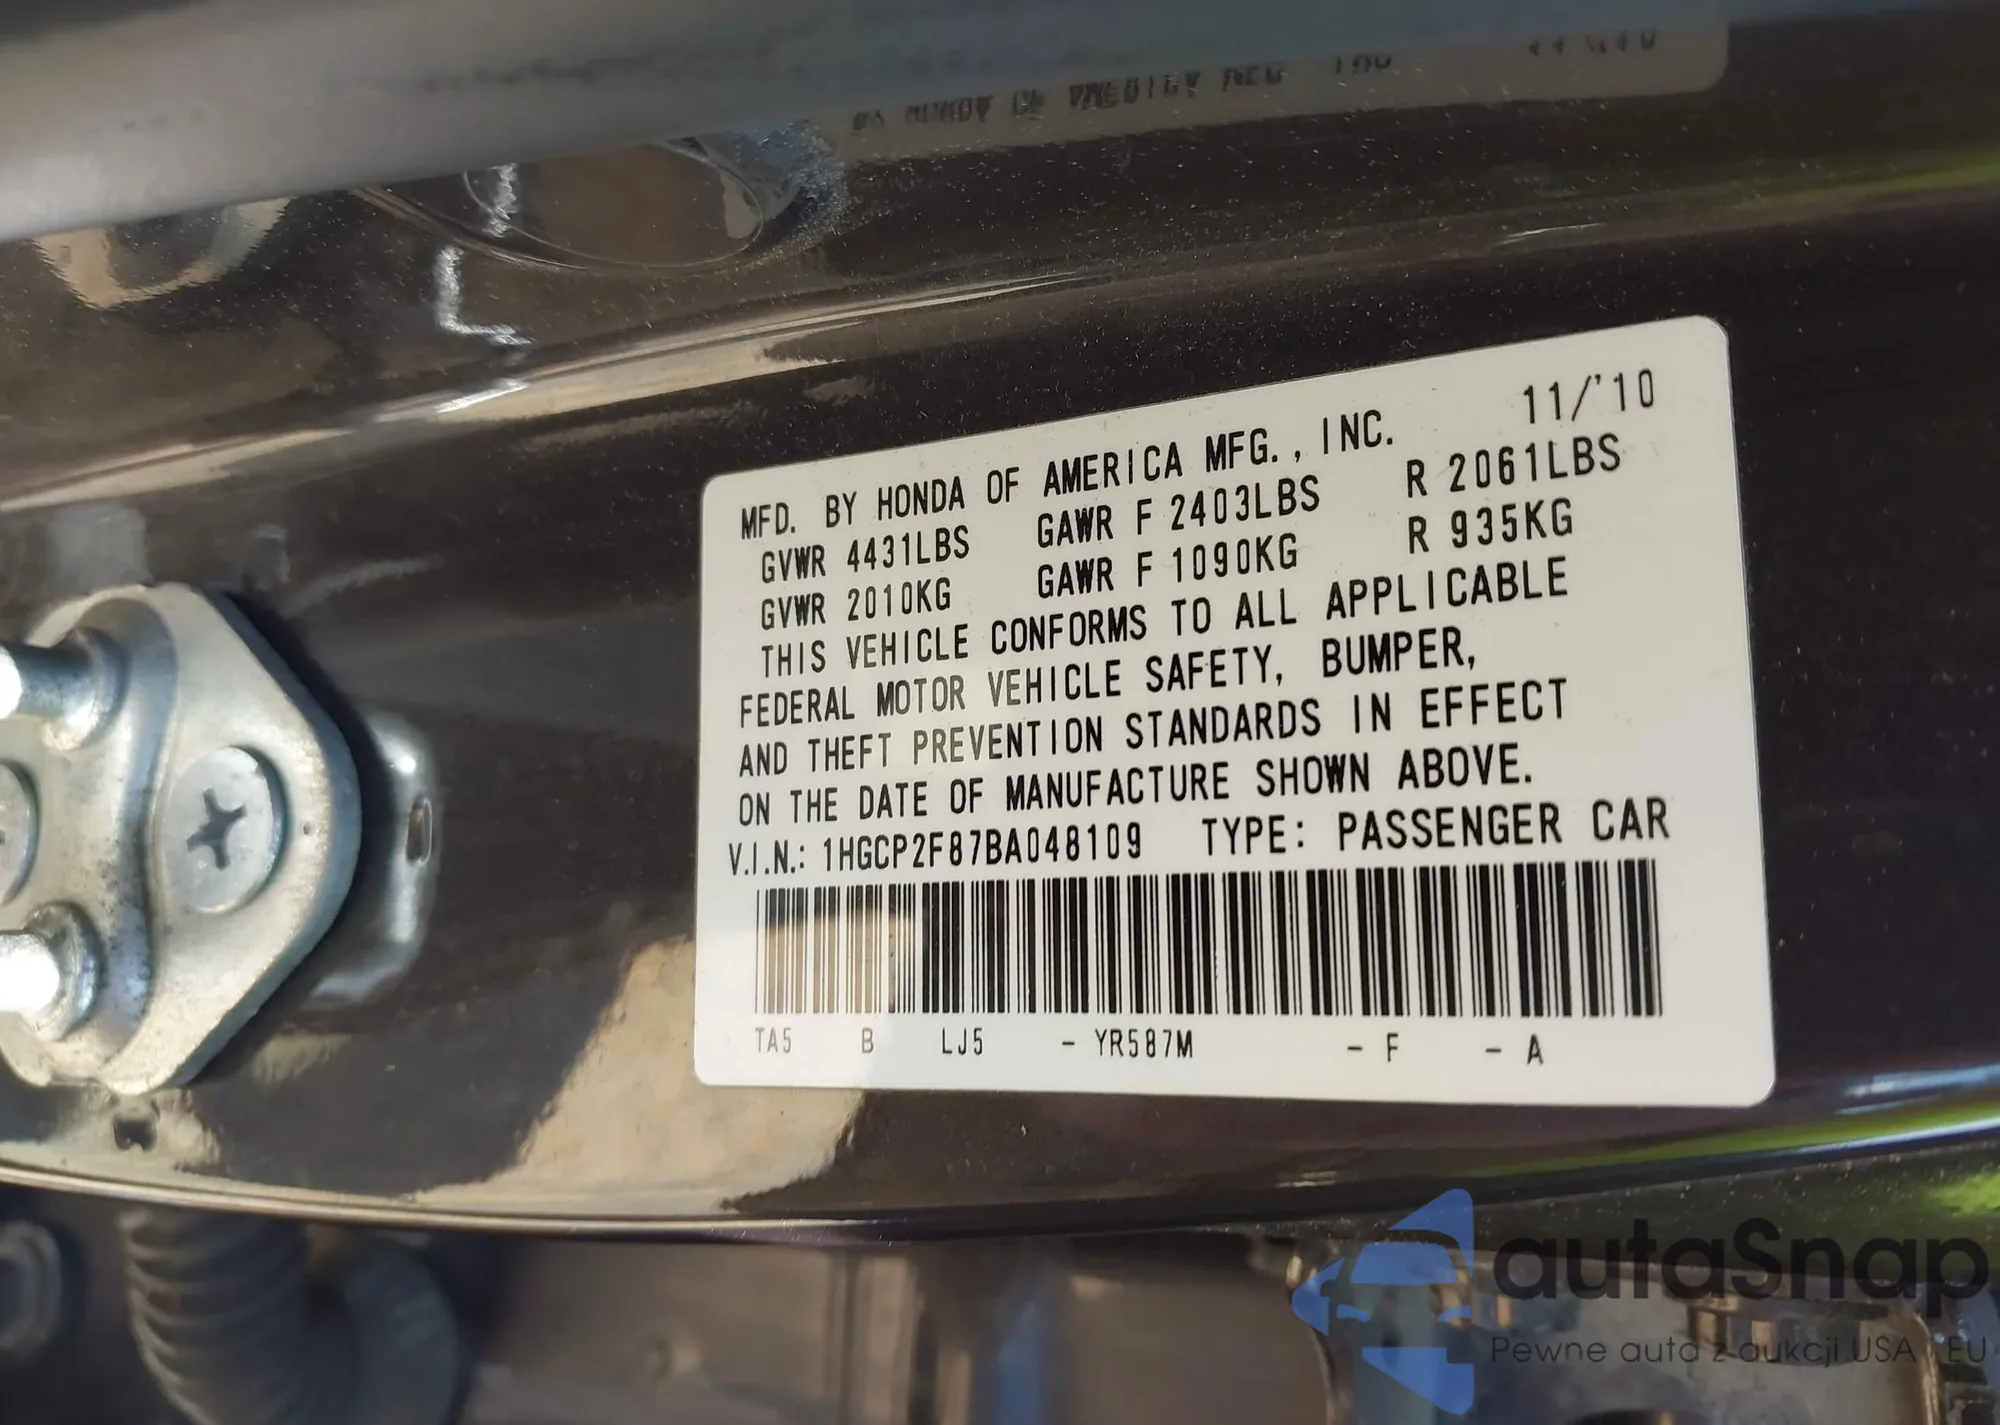 11/'10
MFD. BY HONDA OF AMERICA MFG., INC.
GVWR 4431LBS GAWR F 2403LBS R 2061LBS
GVWR 2010KG GAWR F 1090KG R 935KG
THIS VEHICLE CONFORMS TO ALL APPLICABLE
FEDERAL MOTOR VEHICLE SAFETY, BUMPER,
AND THEFT PREVENTION STANDARDS IN EFFECT
ON THE DATE OF MANUFACTURE SHOWN ABOVE.
V.I.N.: 1HGCP2F87BA048109 TYPE: PASSENGER CAR
TA5 B LJ5 - YR587M - F - A
autaSnap
Pewne auta z aukcji USA i EU